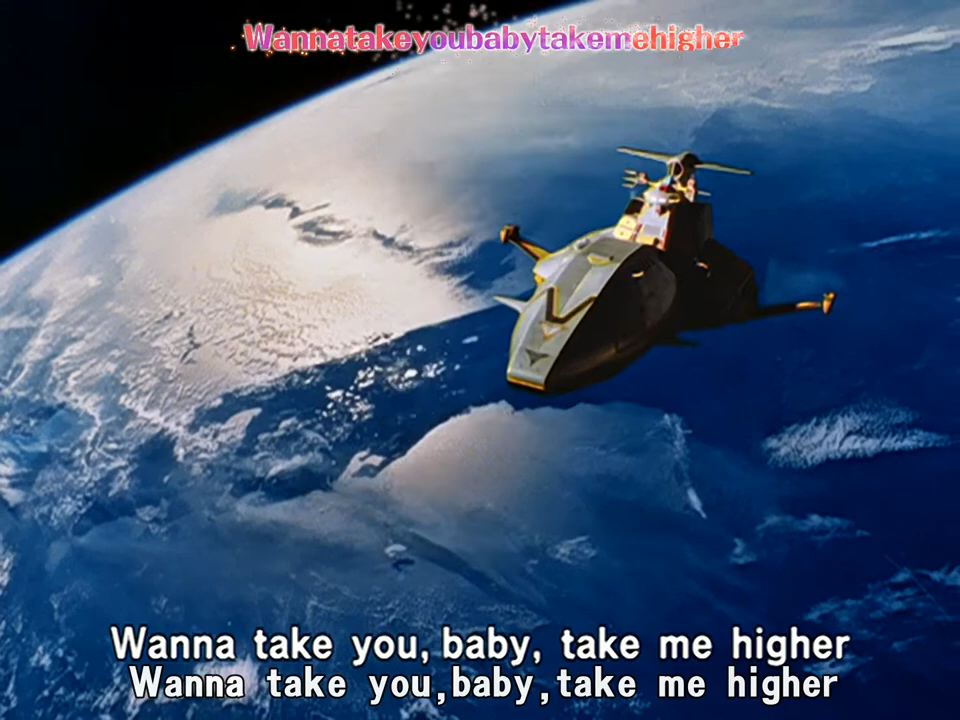 Wannatakeyoubabytakemehigher
Wanna take you, baby, take me higher
Wanna take you,baby,take me higher